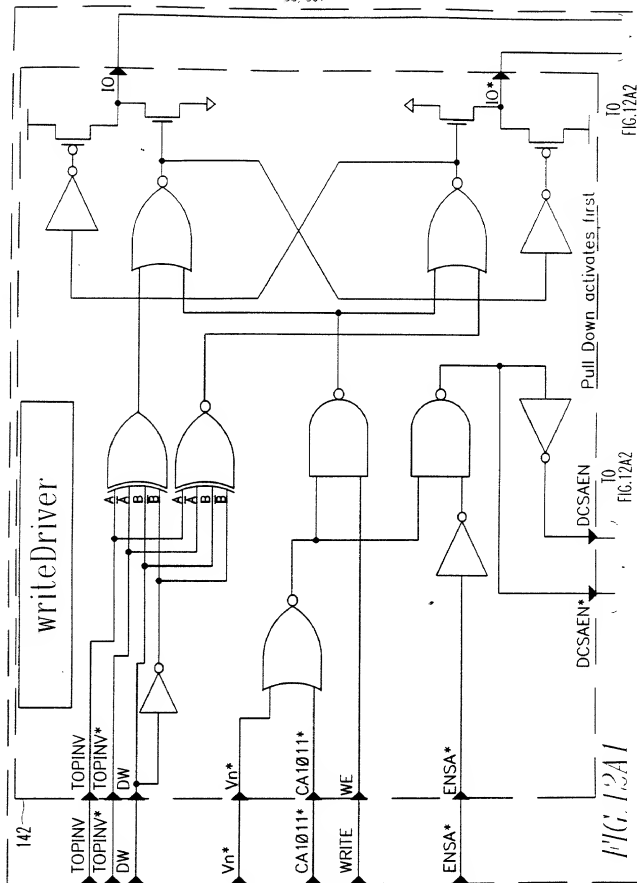 writeDriver
142
TOPINV
TOPINV*
DW
Vn*
CA1011*
WRITE
ENSA*
TOPINV
TOPINV*
DW
Vn*
CA1011*
WE
ENSA*
A
A
B
B
A
A
B
B
IO
IO*
Pull Down activates first
DCSAEN*
DCSAEN
TO
FIG.12A2
TO
FIG.12A2
FIG. 12A1